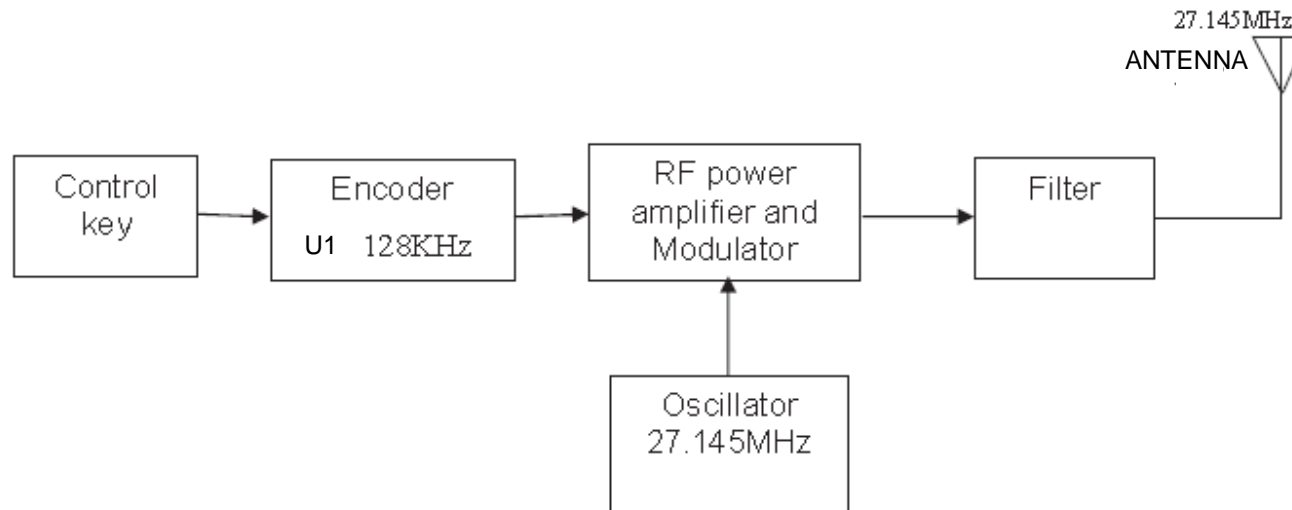 27.145MHz
ANTENNA
Control
key
Encoder
U1 128KHz
RF power
amplifier and
Modulator
Filter
Oscillator
27.145MHz